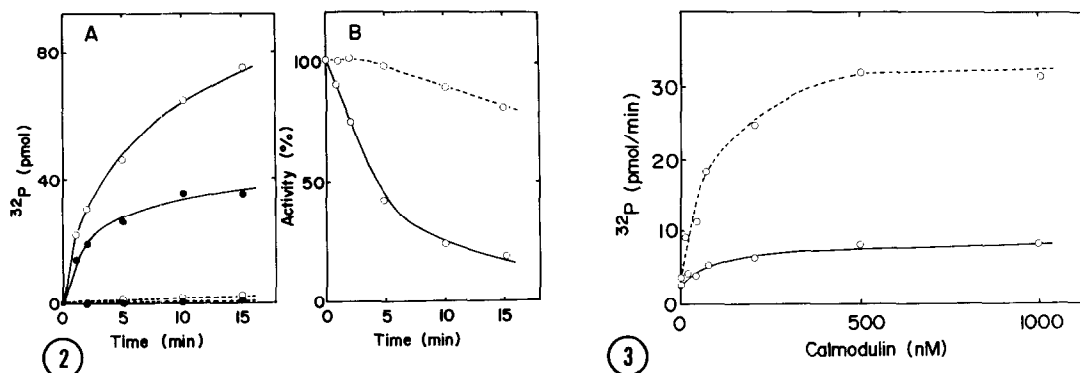 A
80
40
0
³²P (pmol)
0 5 10 15
Time (min)
2
B
100
50
0
Activity (%)
0 5 10 15
Time (min)
30
20
10
0
³²P (pmol/min)
0 500 1000
Calmodulin (nM)
3